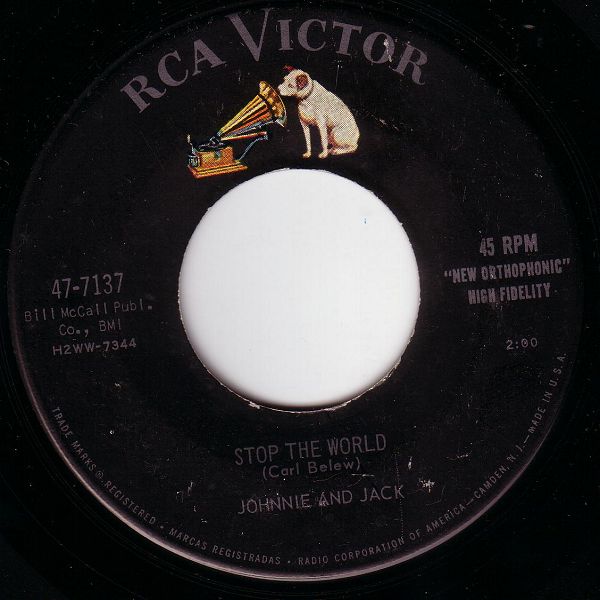 RCA VICTOR
45 RPM
"NEW ORTHOPHONIC"
HIGH FIDELITY
47-7137
Bill McCall Publ.
Co., BMI
H2WW-7344
2:00
STOP THE WORLD
(Carl Belew)
JOHNNIE AND JACK
TRADE MARKS ® REGISTERED • MARCAS REGISTRADAS • RADIO CORPORATION OF AMERICA—CAMDEN, N. J.—MADE IN U.S.A.